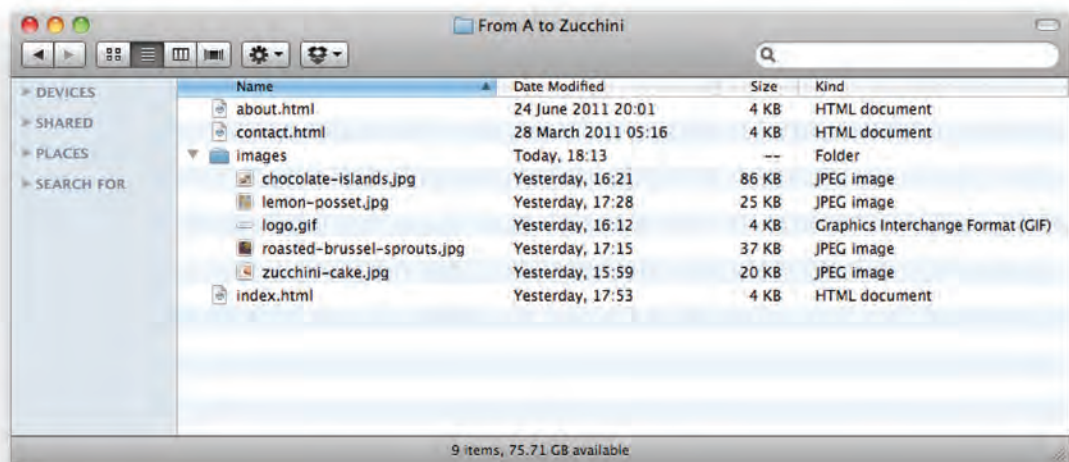 From A to Zucchini
DEVICES
SHARED
PLACES
SEARCH FOR
Name Date Modified Size Kind
about.html 24 June 2011 20:01 4 KB HTML document
contact.html 28 March 2011 05:16 4 KB HTML document
images Today, 18:13 -- Folder
chocolate-islands.jpg Yesterday, 16:21 86 KB JPEG image
lemon-posset.jpg Yesterday, 17:28 25 KB JPEG image
logo.gif Yesterday, 16:12 4 KB Graphics Interchange Format (GIF)
roasted-brussel-sprouts.jpg Yesterday, 17:15 37 KB JPEG image
zucchini-cake.jpg Yesterday, 15:59 20 KB JPEG image
index.html Yesterday, 17:53 4 KB HTML document
9 items, 75.71 GB available